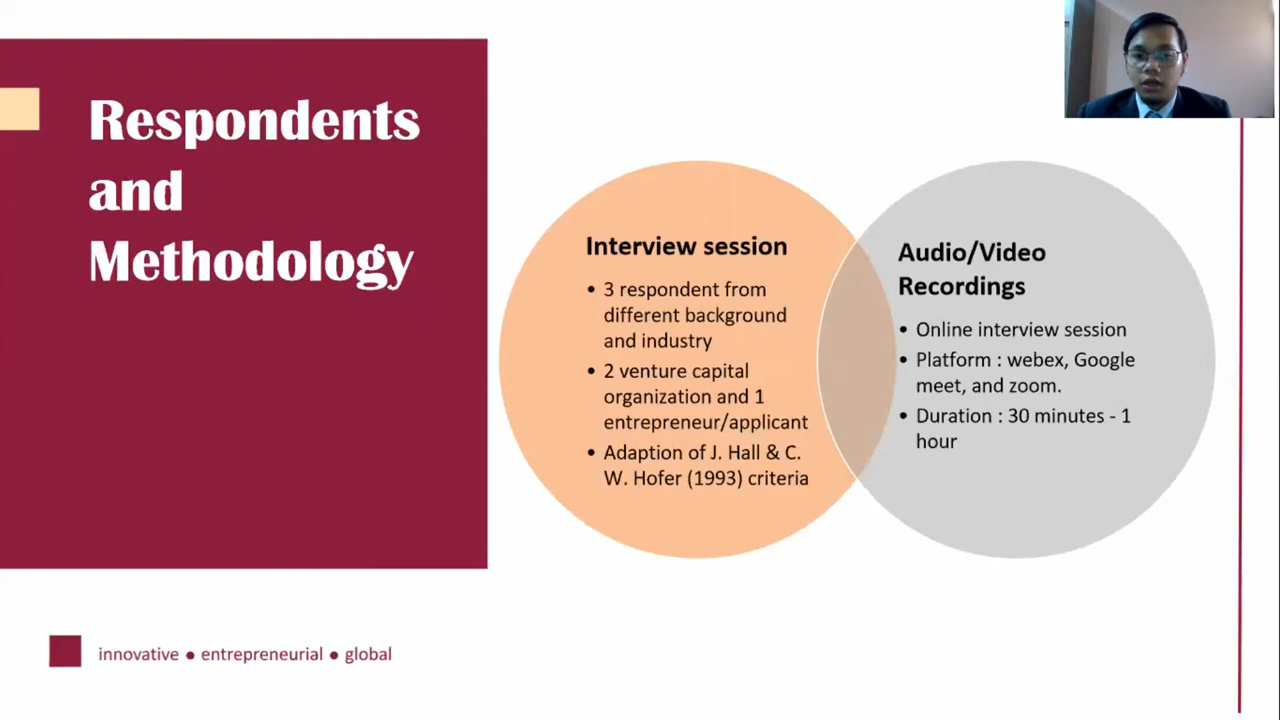 Respondents
and
Methodology
Interview session
• 3 respondent from
different background
and industry
• 2 venture capital
organization and 1
entrepreneur/applicant
• Adaption of J. Hall & C.
W. Hofer (1993) criteria
Audio/Video
Recordings
• Online interview session
• Platform : webex, Google
meet, and zoom.
• Duration : 30 minutes - 1
hour
innovative ● entrepreneurial ● global